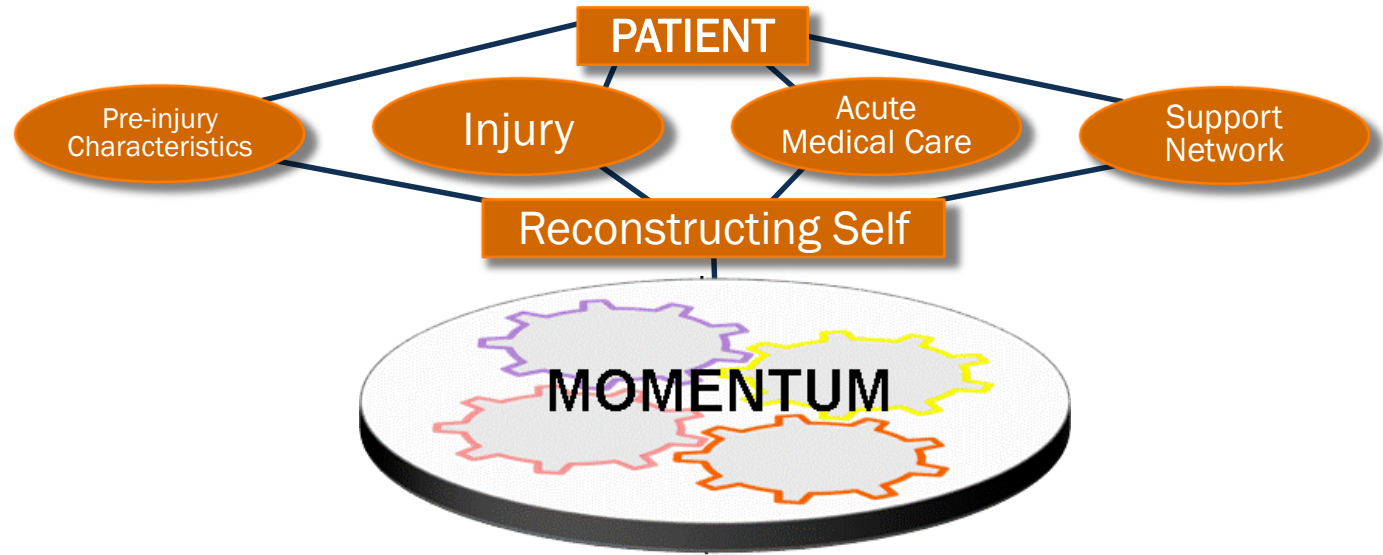 PATIENT
Pre-injury
Characteristics
Injury
Acute
Medical Care
Support
Network
Reconstructing Self
MOMENTUM